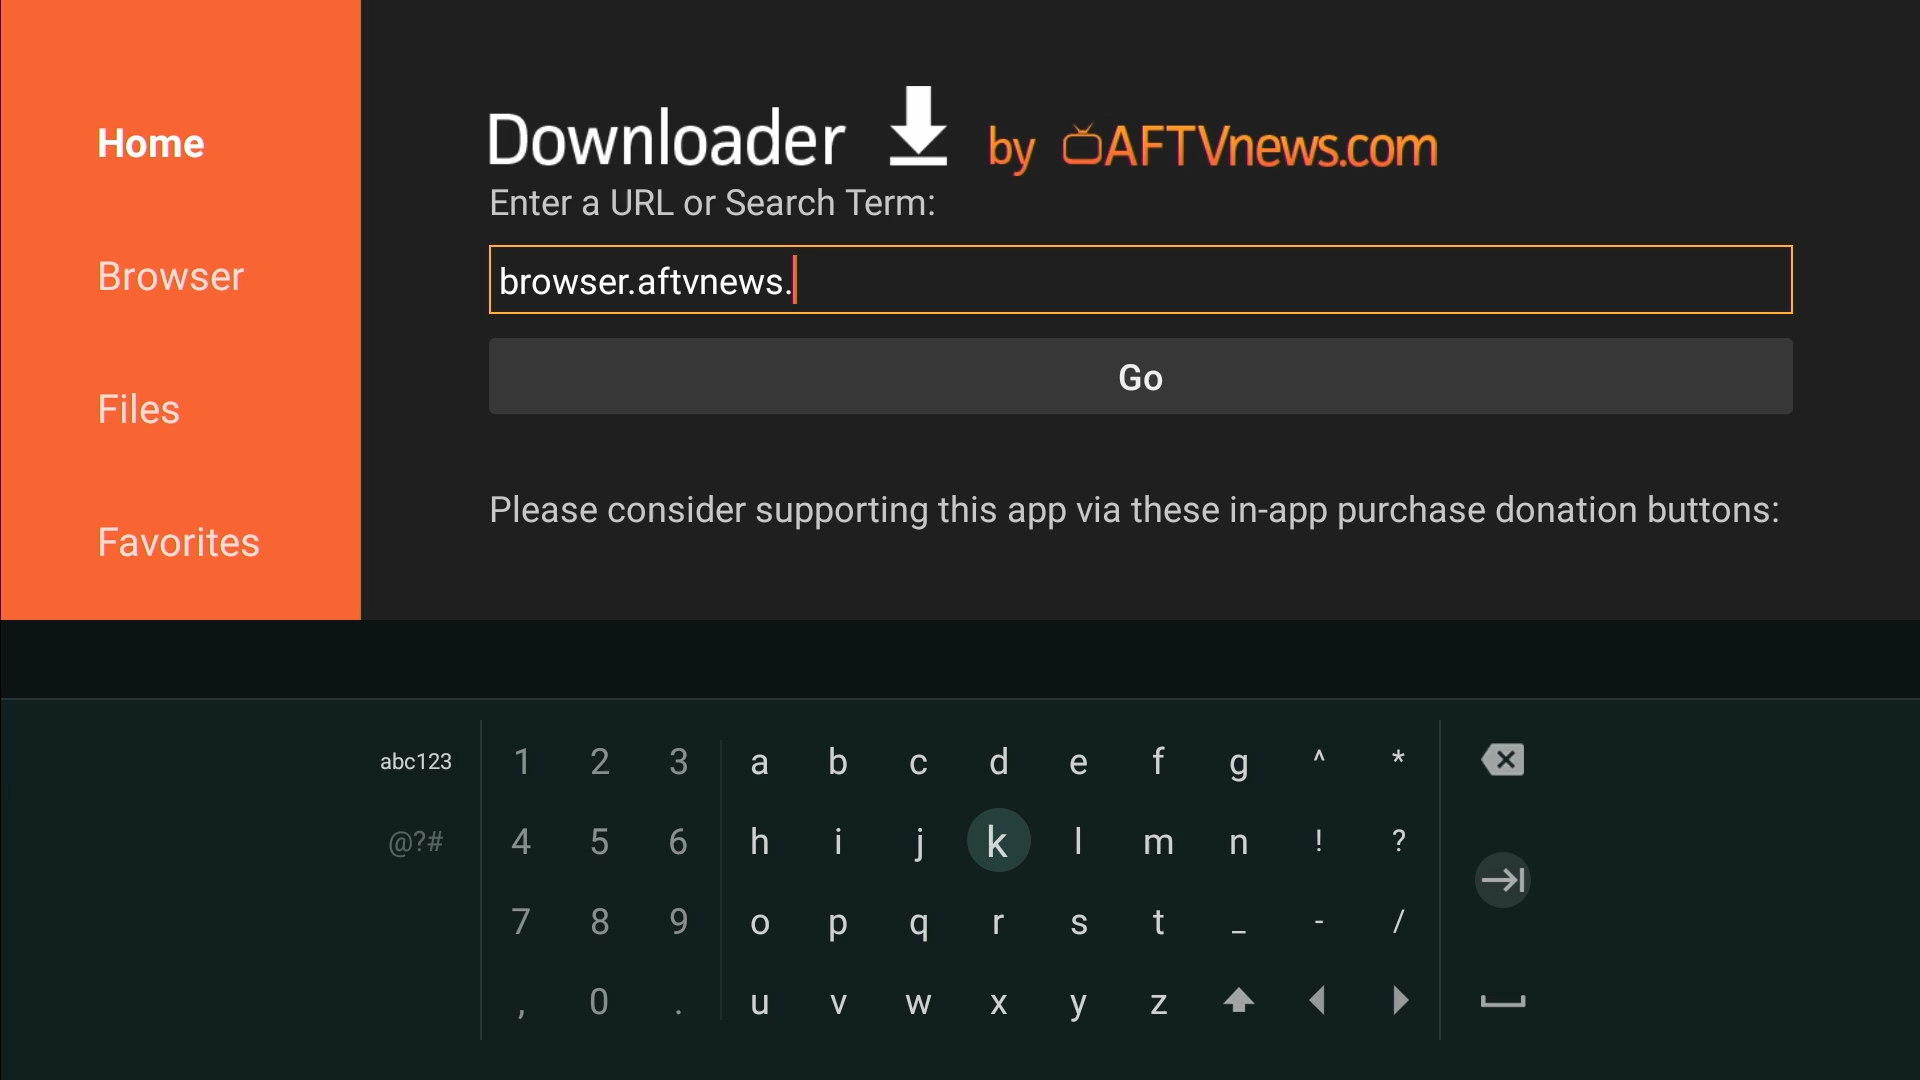 Home
Browser
Files
Favorites
Downloader by AFTVnews.com
Enter a URL or Search Term:
browser.aftvnews.
Go
Please consider supporting this app via these in-app purchase donation buttons:
abc123 1 2 3 a b c d e f g ^ *
@?# 4 5 6 h i j k l m n ! ?
7 8 9 o p q r s t _ - /
, 0 . u v w x y z